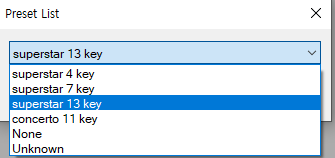 Preset List
superstar 13 key
superstar 4 key
superstar 7 key
superstar 13 key
concerto 11 key
None
Unknown